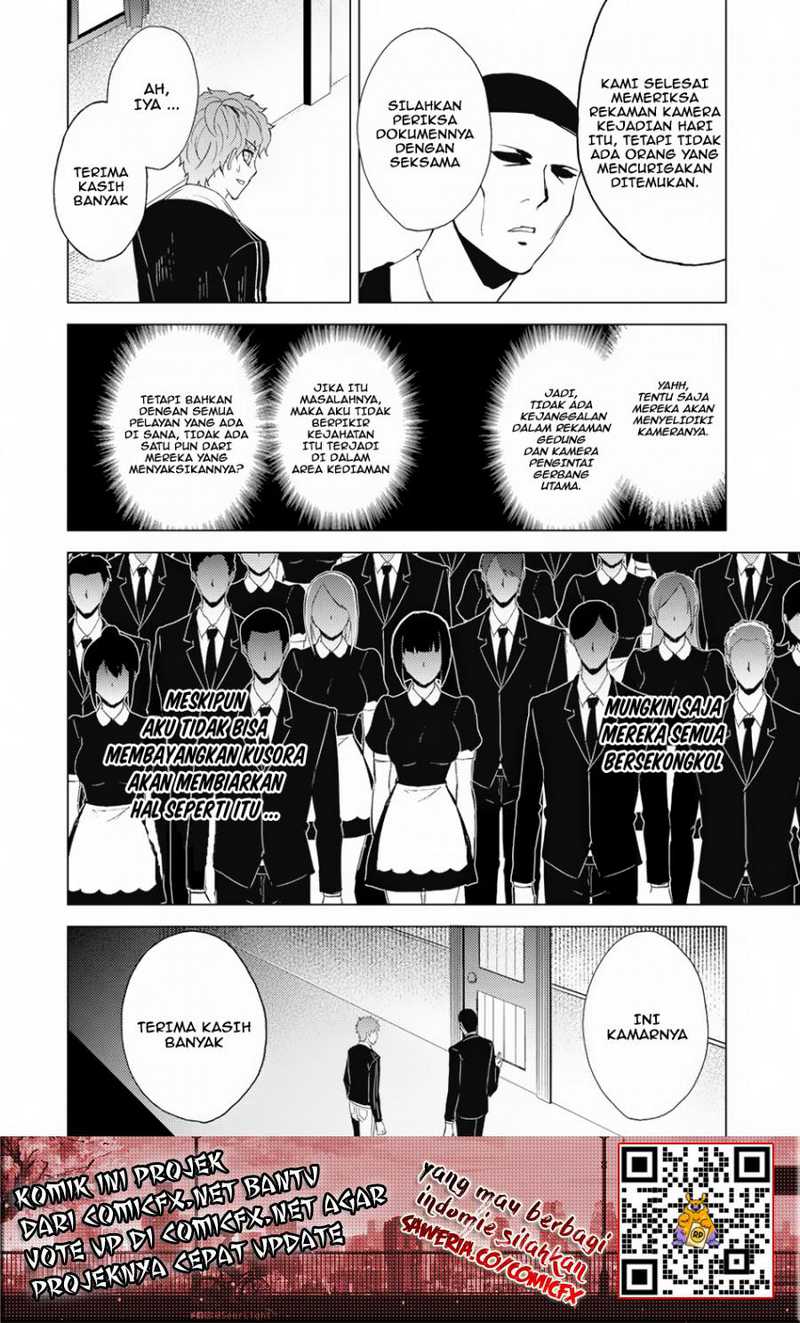 KAMI SELESAI
MEMERIKSA
REKAMAN KAMERA
KEJADIAN HARI
ITU, TETAPI TIDAK
ADA ORANG YANG
MENCURIGAKAN
DITEMUKAN.
SILAHKAN
PERIKSA
DOKUMENNYA
DENGAN
SEKSAMA
AH,
IYA ...
TERIMA
KASIH
BANYAK
YAHH,
TENTU SAJA
MEREKA AKAN
MENYELIDIKI
KAMERANYA.
JADI,
TIDAK ADA
KEJANGGALAN
DALAM REKAMAN
GEDUNG
DAN KAMERA
PENGINTAI
GERBANG
UTAMA.
JIKA ITU
MASALAHNYA,
MAKA AKU TIDAK
BERPIKIR
KEJAHATAN
ITU TERJADI
DI DALAM
AREA KEDIAMAN
TETAPI BAHKAN
DENGAN SEMUA
PELAYAN YANG ADA
DI SANA, TIDAK ADA
SATU PUN DARI
MEREKA YANG
MENYAKSIKANNYA?
MUNGKIN SAJA
MEREKA SEMUA
BERSEKONGKOL
MESKIPUN
AKU TIDAK BISA
MEMBAYANGKAN KUSORA
AKAN MEMBIARKAN
HAL SEPERTI ITU ...
INI
KAMARNYA
TERIMA KASIH
BANYAK
KOMIK INI PROJEK
DARI COMICFX.NET BANTU
VOTE UP DI COMICFX.NET AGAR
PROJEKNYA CEPAT UPDATE
yang mau berbagi
indomie silahkan
SAWERIA.CO/COMICFX
RP